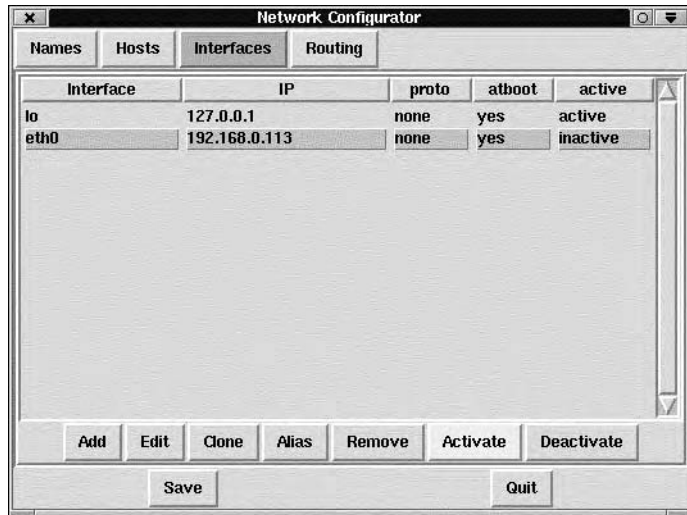 Network Configurator
Names Hosts Interfaces Routing
Interface IP proto atboot active
lo 127.0.0.1 none yes active
eth0 192.168.0.113 none yes inactive
Add Edit Clone Alias Remove Activate Deactivate
Save Quit